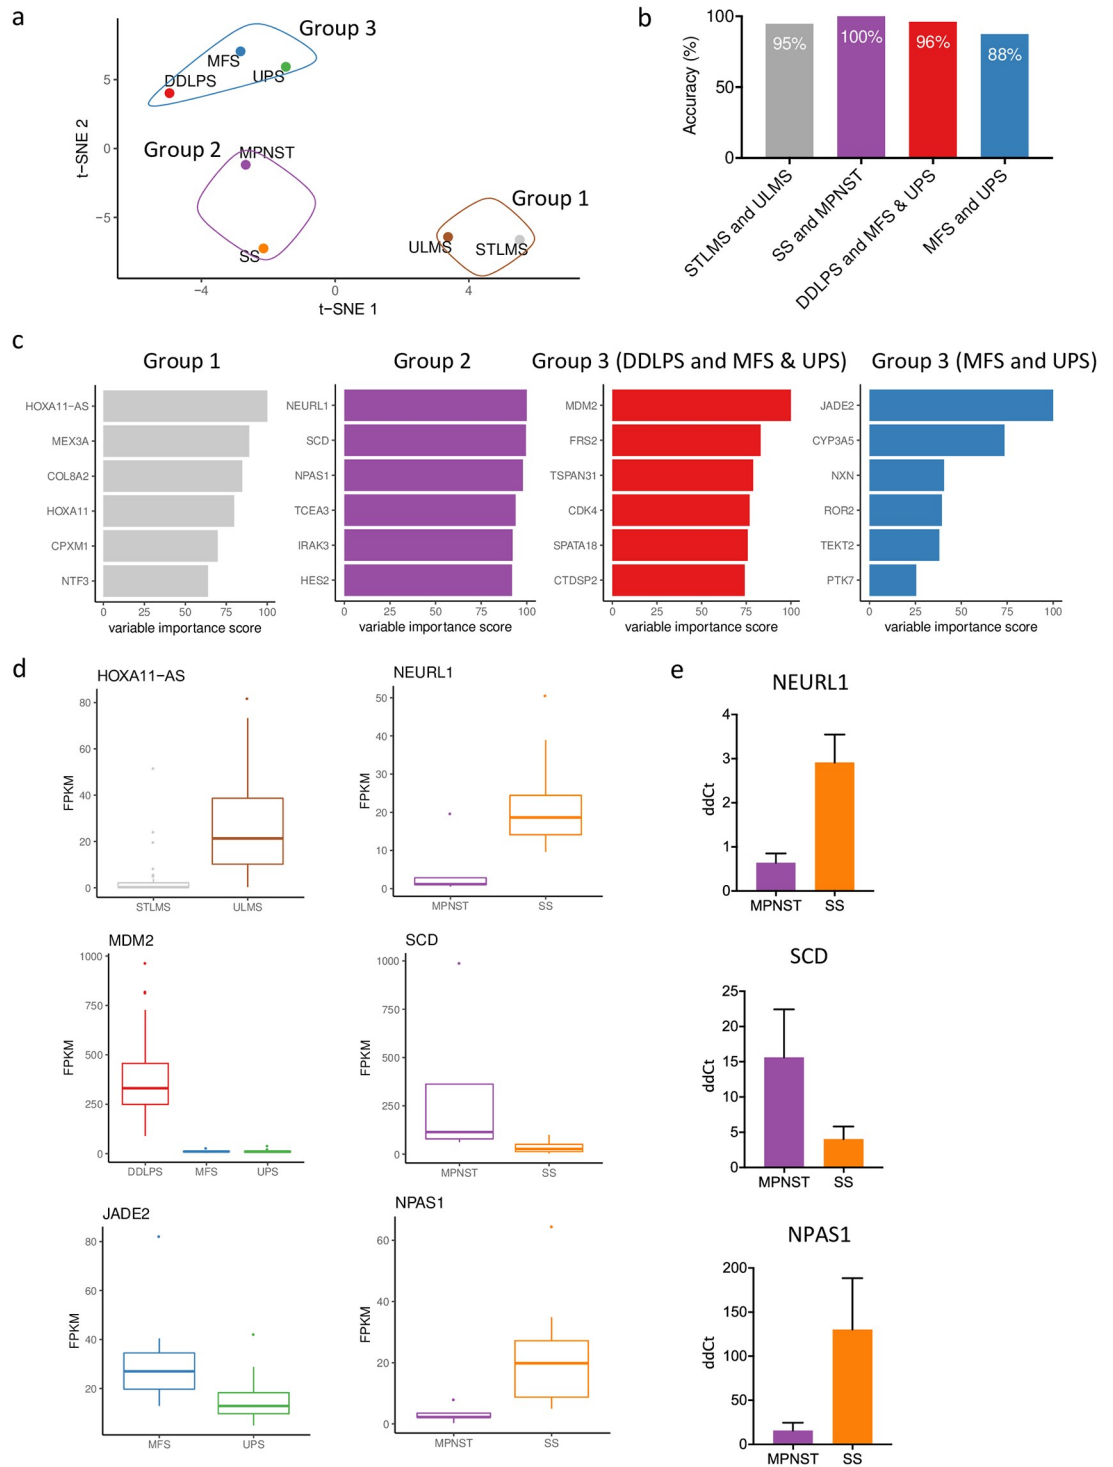 a
Group 3
MFS
UPS
DDLPS
Group 2
MPNST
SS
Group 1
ULMS
STLMS
5
0
−5
−4
0
4
t−SNE 2
t−SNE 1
b
Accuracy (%)
100
50
0
95%
100%
96%
88%
STLMS and ULMS
SS and MPNST
DDLPS and MFS & UPS
MFS and UPS
c
Group 1
HOXA11−AS
MEX3A
COL8A2
HOXA11
CPXM1
NTF3
0 25 50 75 100
variable importance score
Group 2
NEURL1
SCD
NPAS1
TCEA3
IRAK3
HES2
0 25 50 75 100
variable importance score
Group 3 (DDLPS and MFS & UPS)
MDM2
FRS2
TSPAN31
CDK4
SPATA18
CTDSP2
0 25 50 75 100
variable importance score
Group 3 (MFS and UPS)
JADE2
CYP3A5
NXN
ROR2
TEKT2
PTK7
0 25 50 75 100
variable importance score
d
HOXA11−AS
FPKM
80
60
40
20
0
STLMS ULMS
NEURL1
FPKM
50
40
30
20
10
0
MPNST SS
MDM2
FPKM
1000
750
500
250
0
DDLPS MFS UPS
SCD
FPKM
1000
750
500
250
0
MPNST SS
JADE2
FPKM
80
60
40
20
MFS UPS
NPAS1
FPKM
60
40
20
0
MPNST SS
e
NEURL1
ddCt
4
3
2
1
0
MPNST SS
SCD
ddCt
25
20
15
10
5
0
MPNST SS
NPAS1
ddCt
200
150
100
50
0
MPNST SS